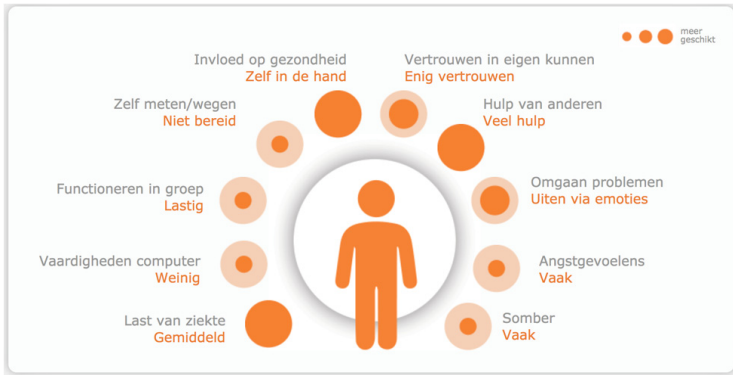 meer
geschikt
Invloed op gezondheid
Zelf in de hand
Vertrouwen in eigen kunnen
Enig vertrouwen
Zelf meten/wegen
Niet bereid
Hulp van anderen
Veel hulp
Functioneren in groep
Lastig
Omgaan problemen
Uiten via emoties
Vaardigheden computer
Weinig
Angstgevoelens
Vaak
Last van ziekte
Gemiddeld
Somber
Vaak